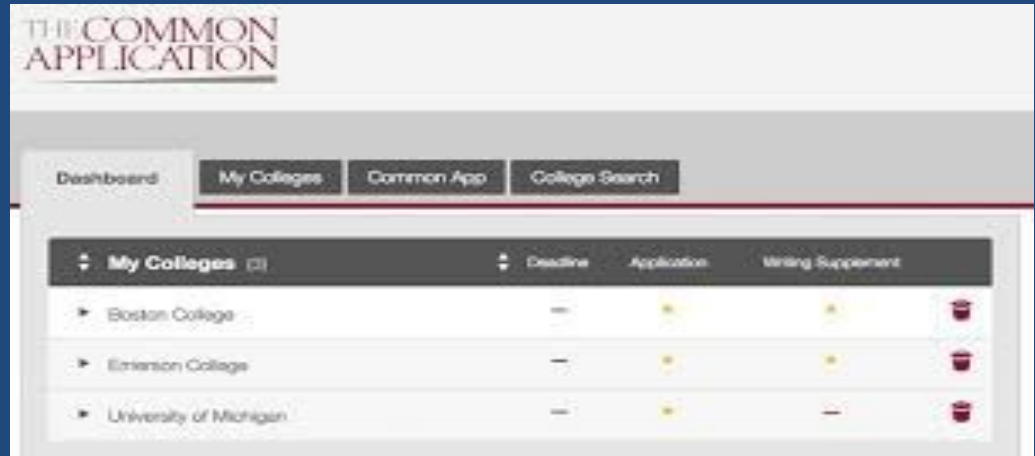 THE COMMON
APPLICATION
Dashboard My Colleges Common App College Search
My Colleges (3) Deadline Application Writing Supplement
Boston College —
Emerson College —
University of Michigan — —